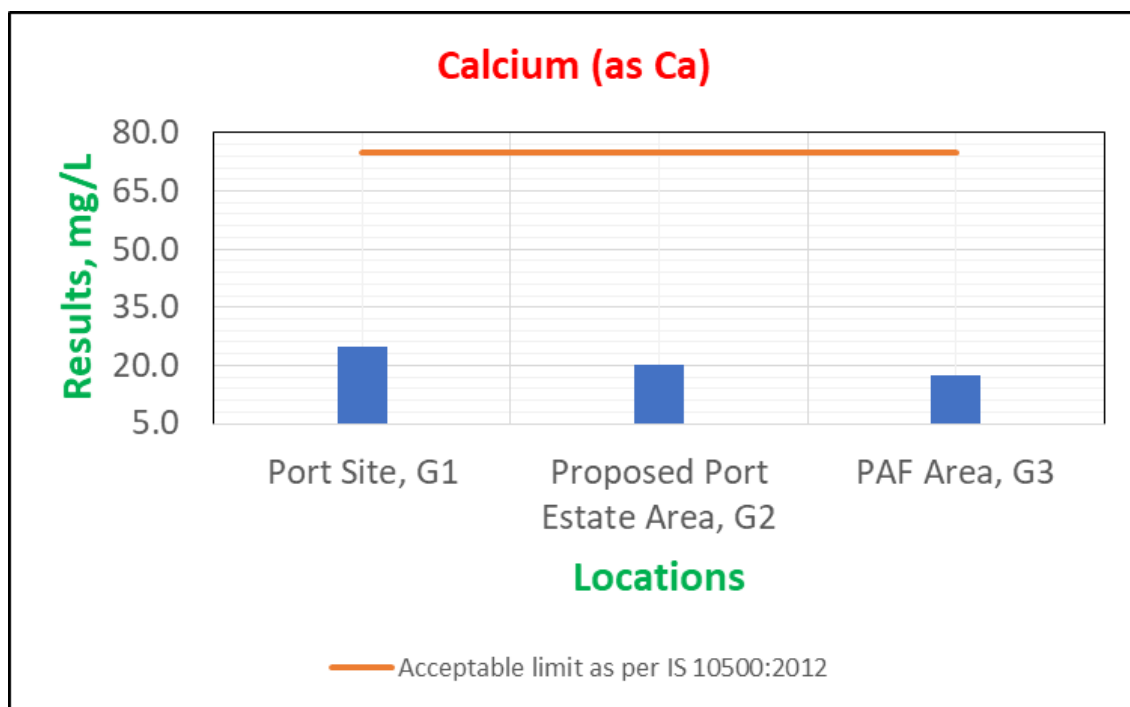 Calcium (as Ca)
Results, mg/L
80.0
65.0
50.0
35.0
20.0
5.0
Port Site, G1
Proposed Port
Estate Area, G2
PAF Area, G3
Locations
Acceptable limit as per IS 10500:2012